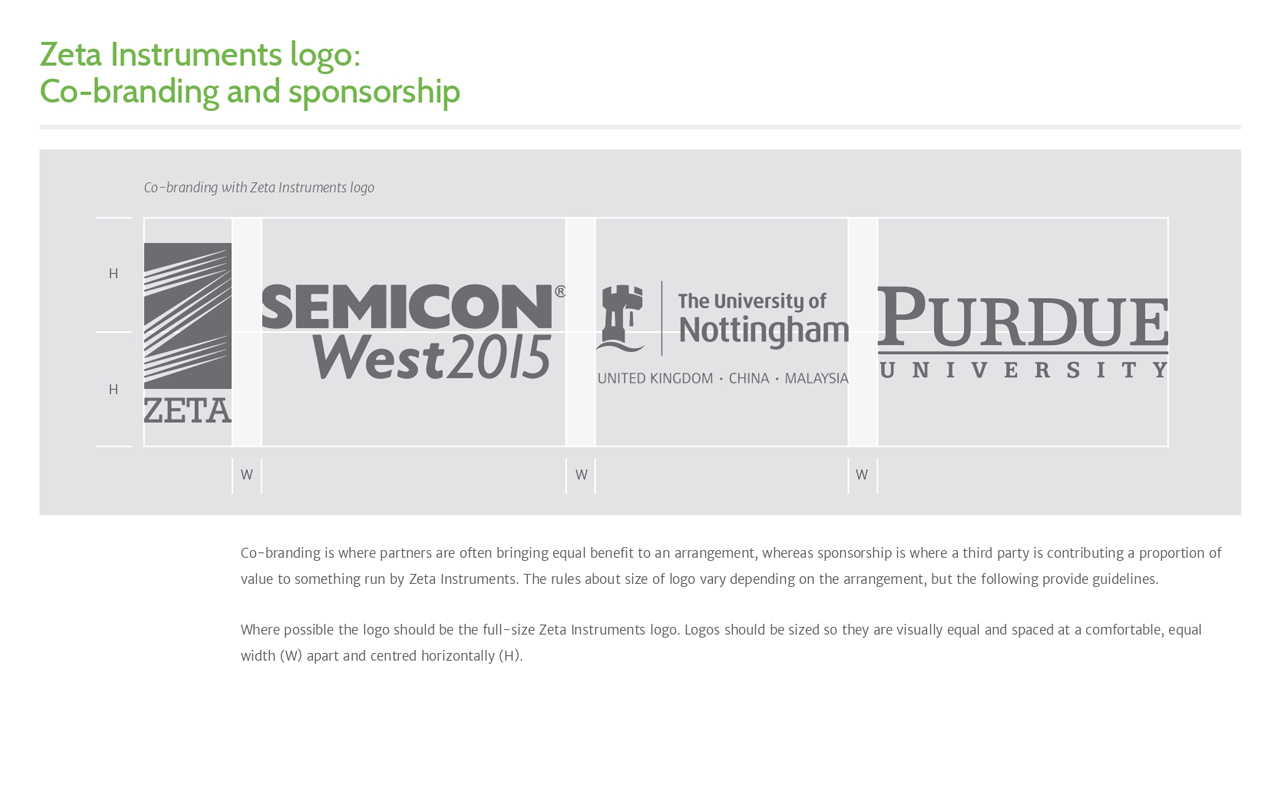 Zeta Instruments logo:
Co-branding and sponsorship
Co-branding with Zeta Instruments logo
H
H
ZETA
SEMICON®
West2015
The University of
Nottingham
UNITED KINGDOM • CHINA • MALAYSIA
PURDUE
UNIVERSITY
W
W
W
Co-branding is where partners are often bringing equal benefit to an arrangement, whereas sponsorship is where a third party is contributing a proportion of
value to something run by Zeta Instruments. The rules about size of logo vary depending on the arrangement, but the following provide guidelines.
Where possible the logo should be the full-size Zeta Instruments logo. Logos should be sized so they are visually equal and spaced at a comfortable, equal
width (W) apart and centred horizontally (H).